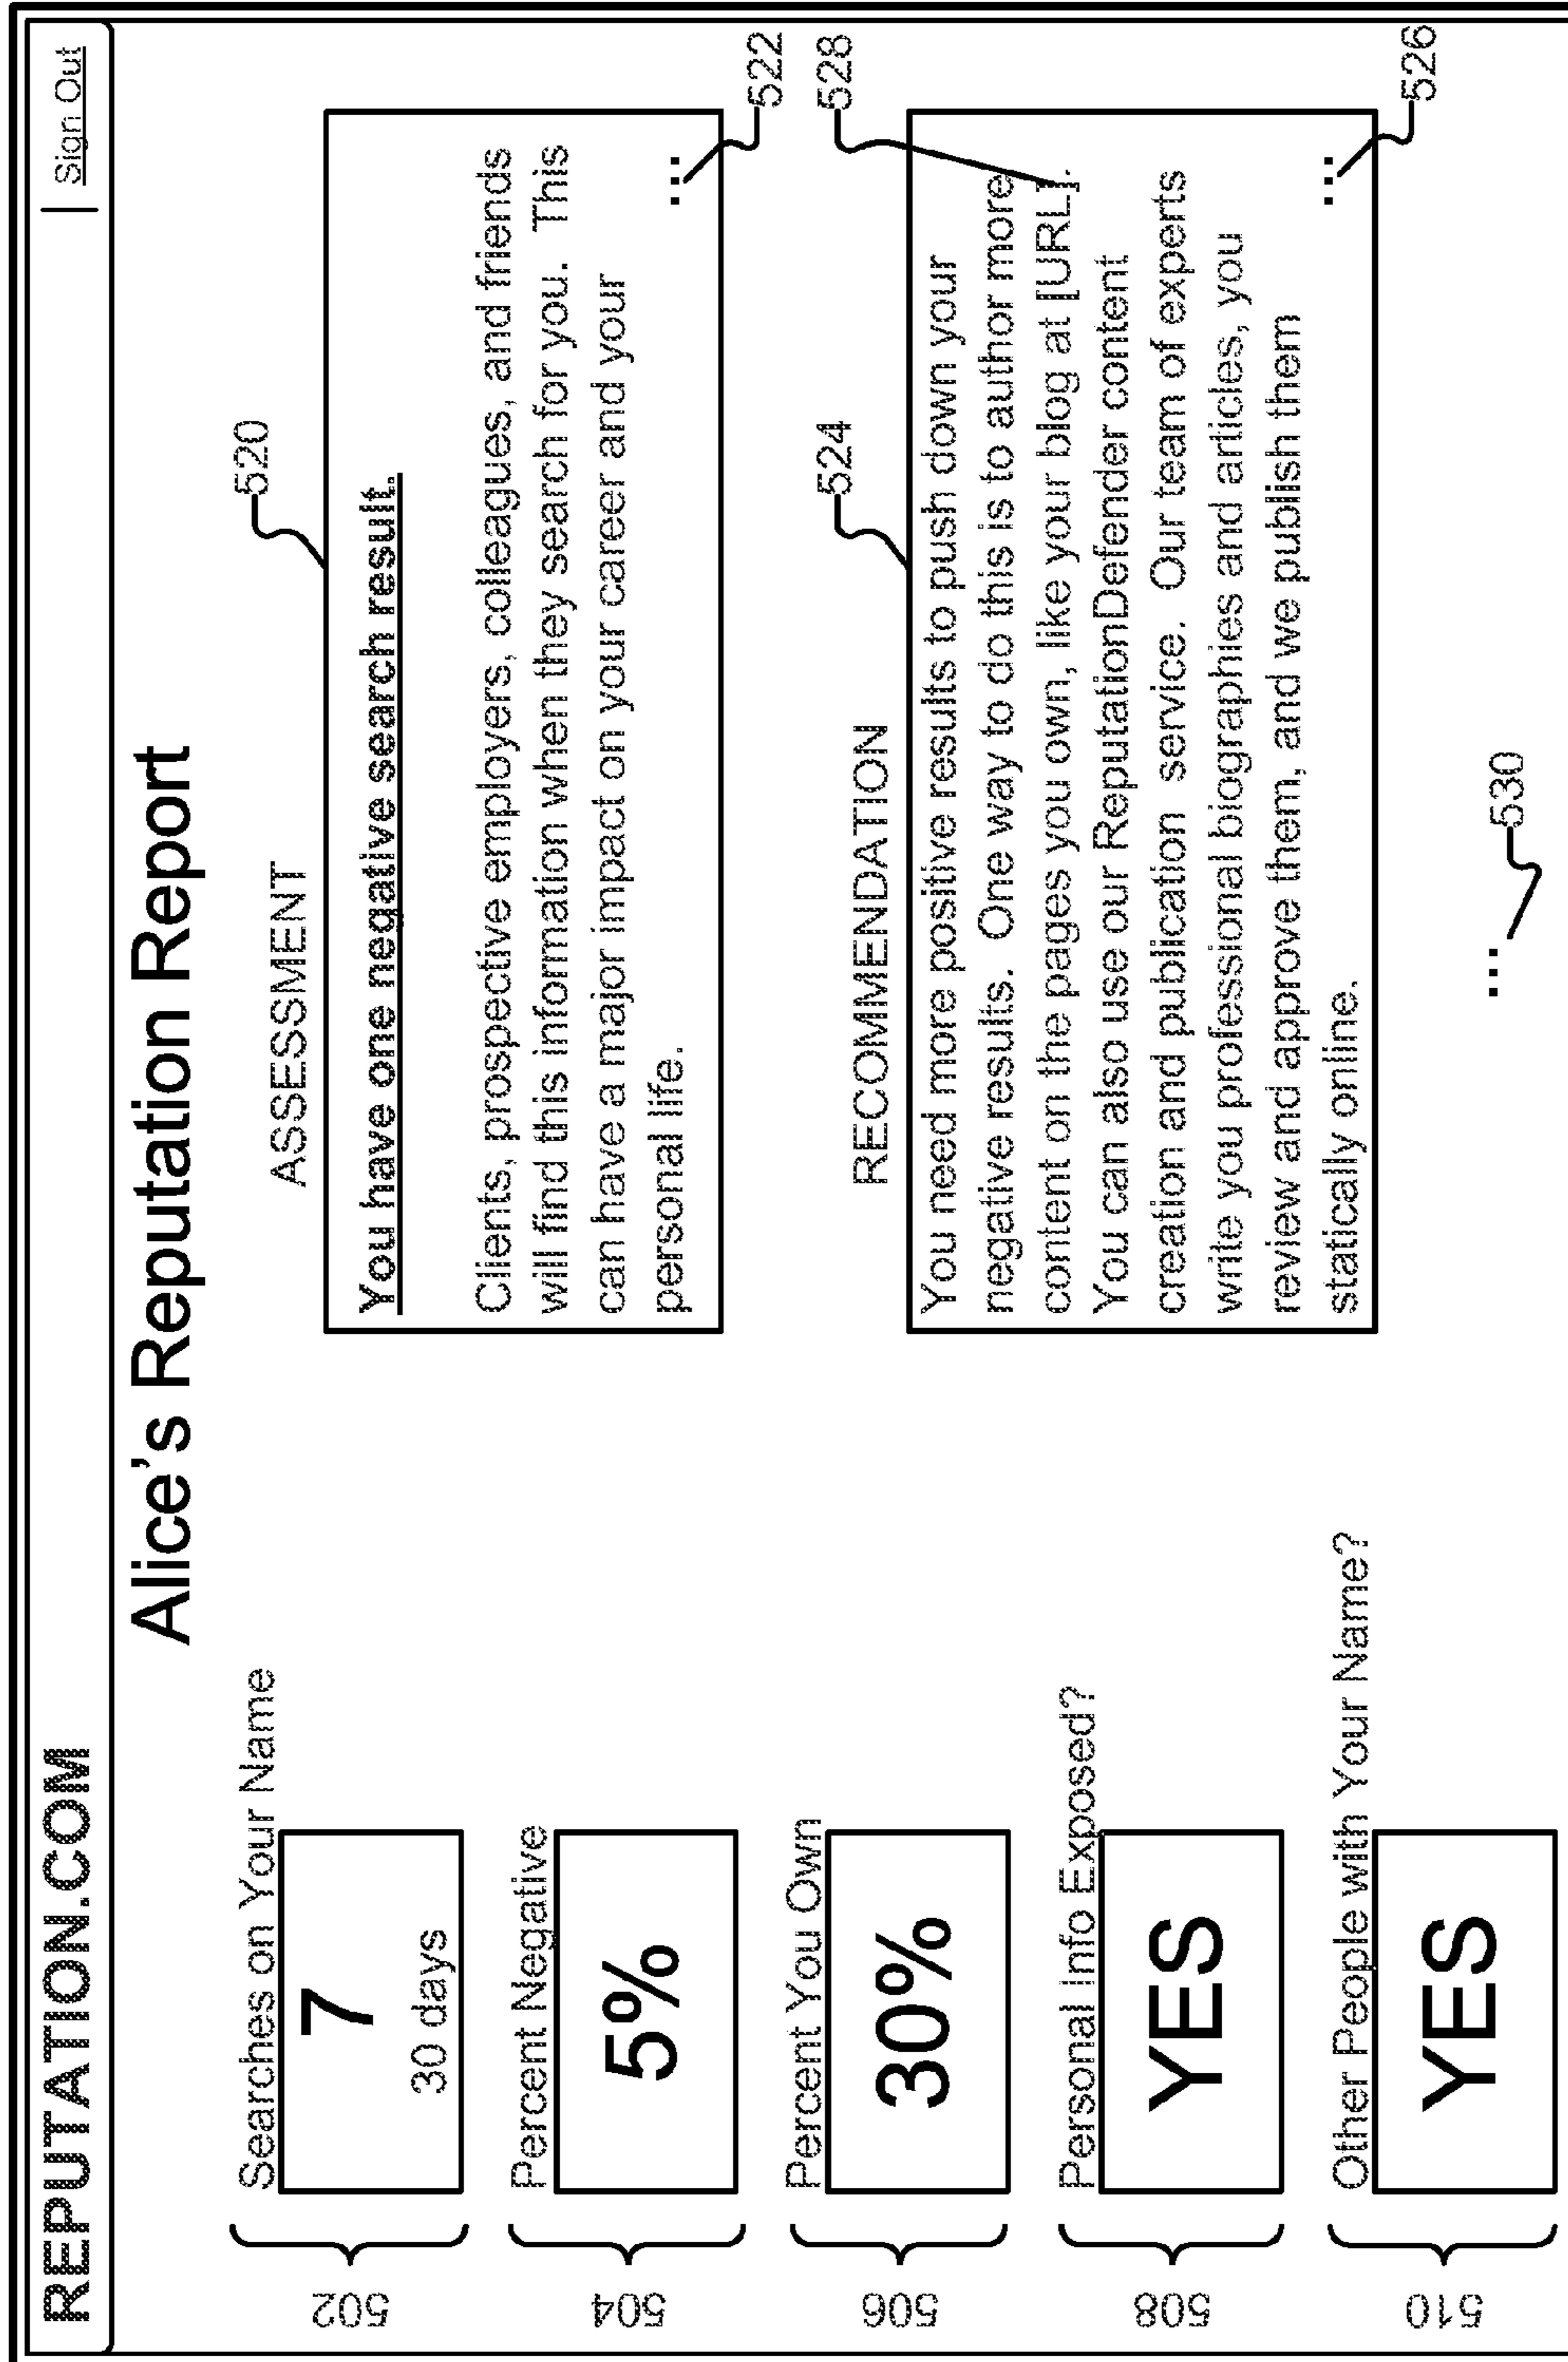 REPUTATION.COM
| Sign Out
Alice's Reputation Report
502
Searches on Your Name
7
30 days
504
Percent Negative
5%
506
Percent You Own
30%
508
Personal Info Exposed?
YES
510
Other People with Your Name?
YES
ASSESSMENT
520
You have one negative search result.
Clients, prospective employers, colleagues, and friends
will find this information when they search for you. This
can have a major impact on your career and your
personal life.
...
522
RECOMMENDATION
524
528
You need more positive results to push down your
negative results. One way to do this is to author more
content on the pages you own, like your blog at [URL].
You can also use our ReputationDefender content
creation and publication service. Our team of experts
write you professional biographies and articles, you
review and approve them, and we publish them
statically online.
...
526
...
530